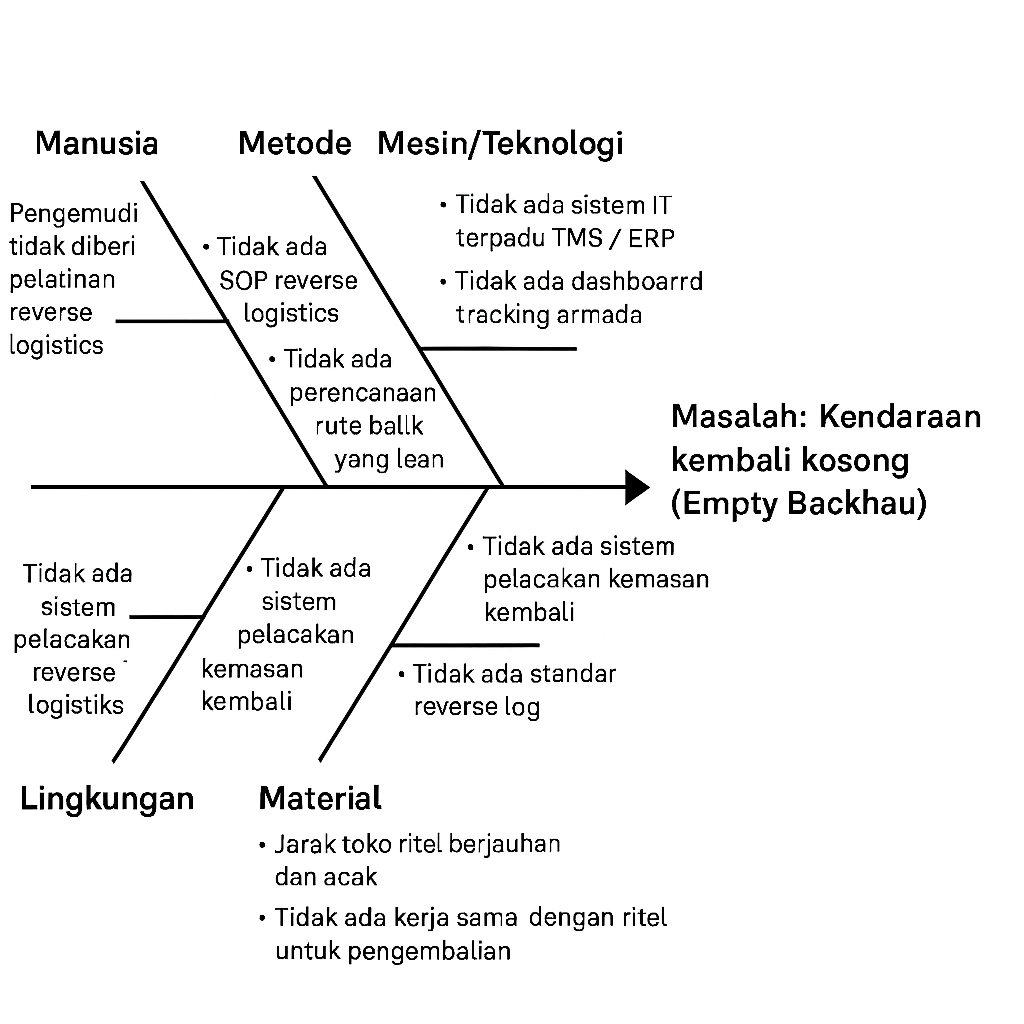 Manusia
Metode
Mesin/Teknologi
Pengemudi
tidak diberi
pelatinan
reverse
logistics
• Tidak ada
SOP reverse
logistics
• Tidak ada
perencanaan
rute ballk
yang lean
• Tidak ada sistem IT
terpadu TMS / ERP
• Tidak ada dashboarrd
tracking armada
Masalah: Kendaraan
kembali kosong
(Empty Backhau)
Tidak ada
sistem
pelacakan
reverse
logistiks
• Tidak ada
sistem
pelacakan
kemasan
kembali
• Tidak ada sistem
pelacakan kemasan
kembali
• Tidak ada standar
reverse log
Lingkungan
Material
• Jarak toko ritel berjauhan
dan acak
• Tidak ada kerja sama dengan ritel
untuk pengembalian